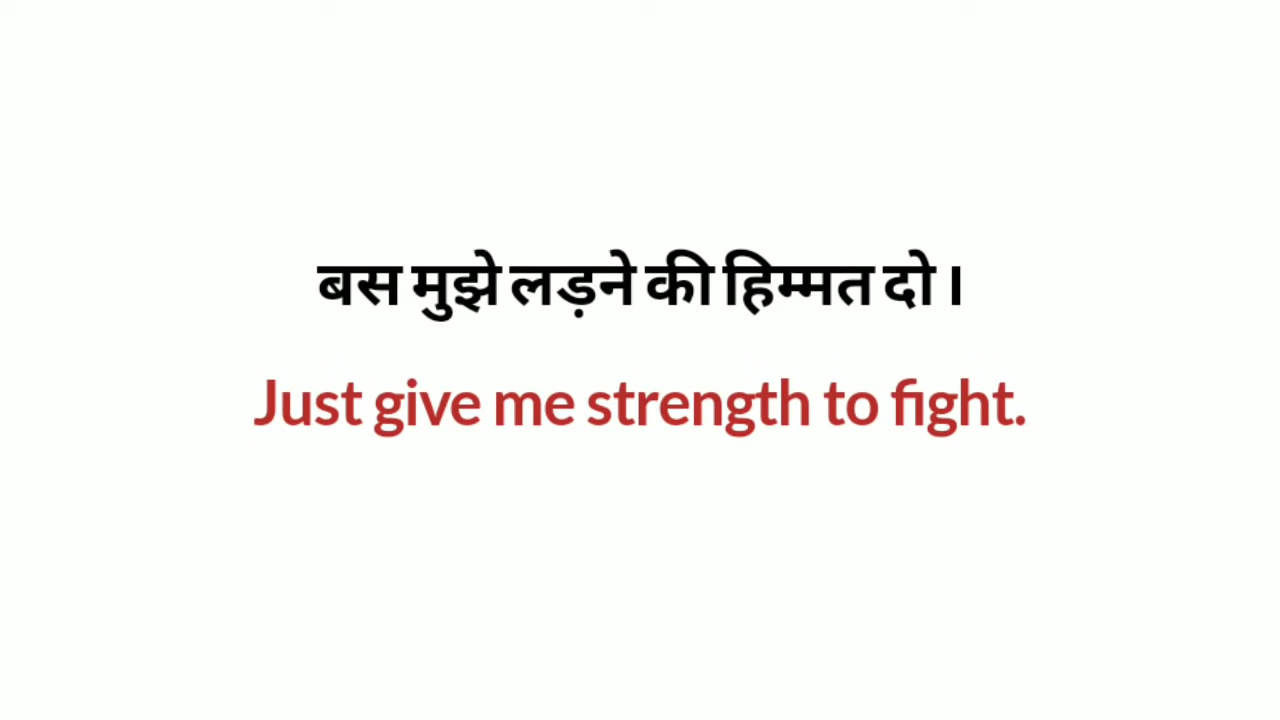 बस मुझे लड़ने की हिम्मत दो ।
Just give me strength to fight.